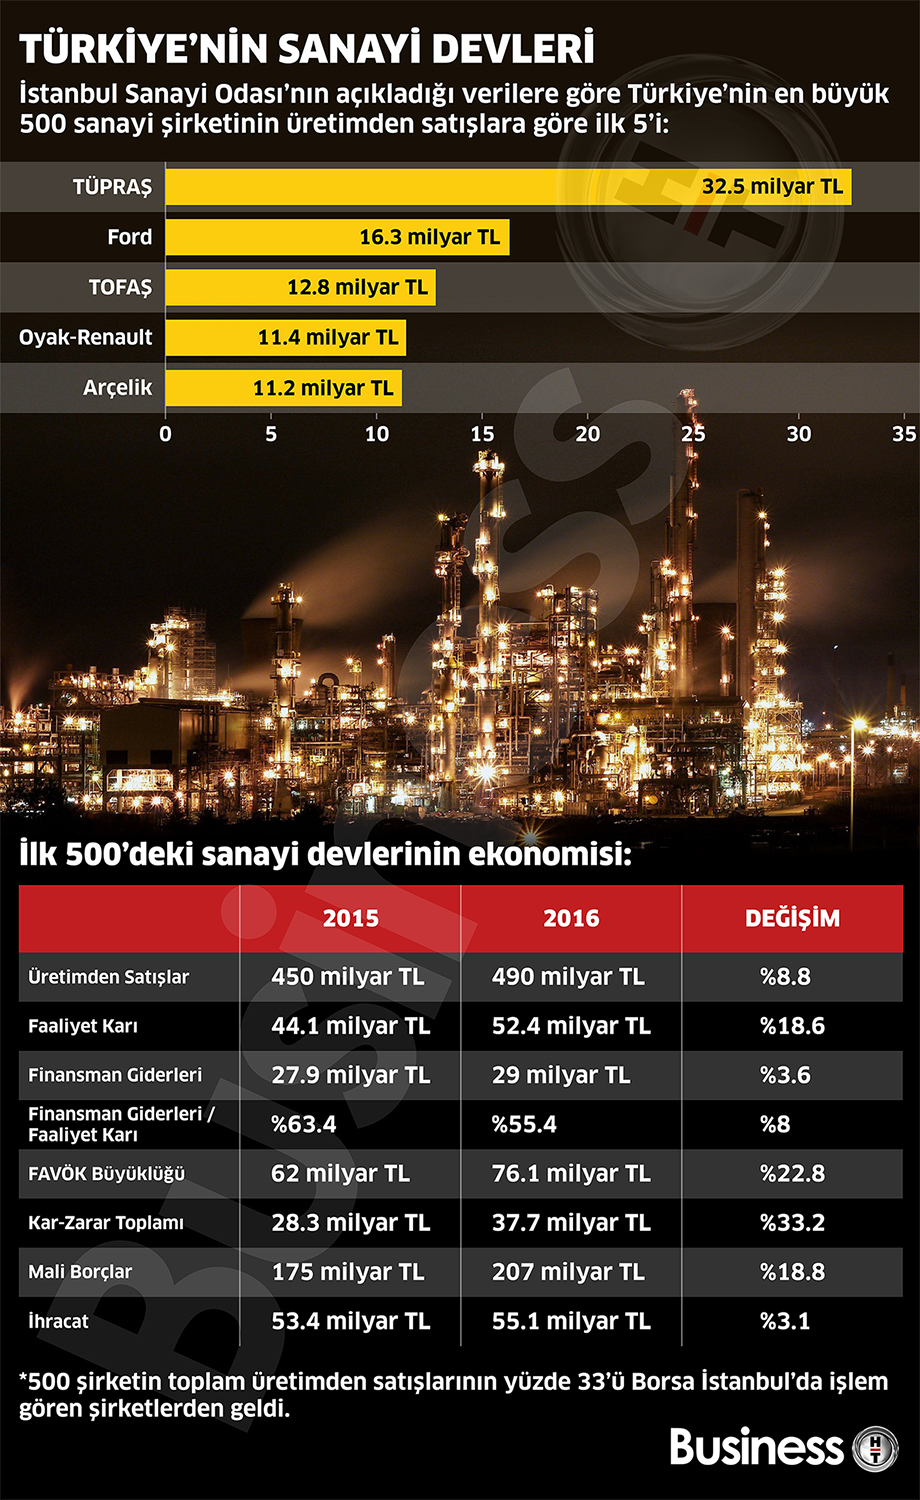 TÜRKİYE’NİN SANAYİ DEVLERİ
İstanbul Sanayi Odası’nın açıkladığı verilere göre Türkiye’nin en büyük
500 sanayi şirketinin üretimden satışlara göre ilk 5’i:
TÜPRAŞ 32.5 milyar TL
Ford 16.3 milyar TL
TOFAŞ 12.8 milyar TL
Oyak-Renault 11.4 milyar TL
Arçelik 11.2 milyar TL
0 5 10 15 20 25 30 35
İlk 500’deki sanayi devlerinin ekonomisi:
2015 2016 DEĞİŞİM
Üretimden Satışlar 450 milyar TL 490 milyar TL %8.8
Faaliyet Karı 44.1 milyar TL 52.4 milyar TL %18.6
Finansman Giderleri 27.9 milyar TL 29 milyar TL %3.6
Finansman Giderleri /
Faaliyet Karı %63.4 %55.4 %8
FAVÖK Büyüklüğü 62 milyar TL 76.1 milyar TL %22.8
Kar-Zarar Toplamı 28.3 milyar TL 37.7 milyar TL %33.2
Mali Borçlar 175 milyar TL 207 milyar TL %18.8
İhracat 53.4 milyar TL 55.1 milyar TL %3.1
*500 şirketin toplam üretimden satışlarının yüzde 33’ü Borsa İstanbul’da işlem
gören şirketlerden geldi.
Business HT
Business HT